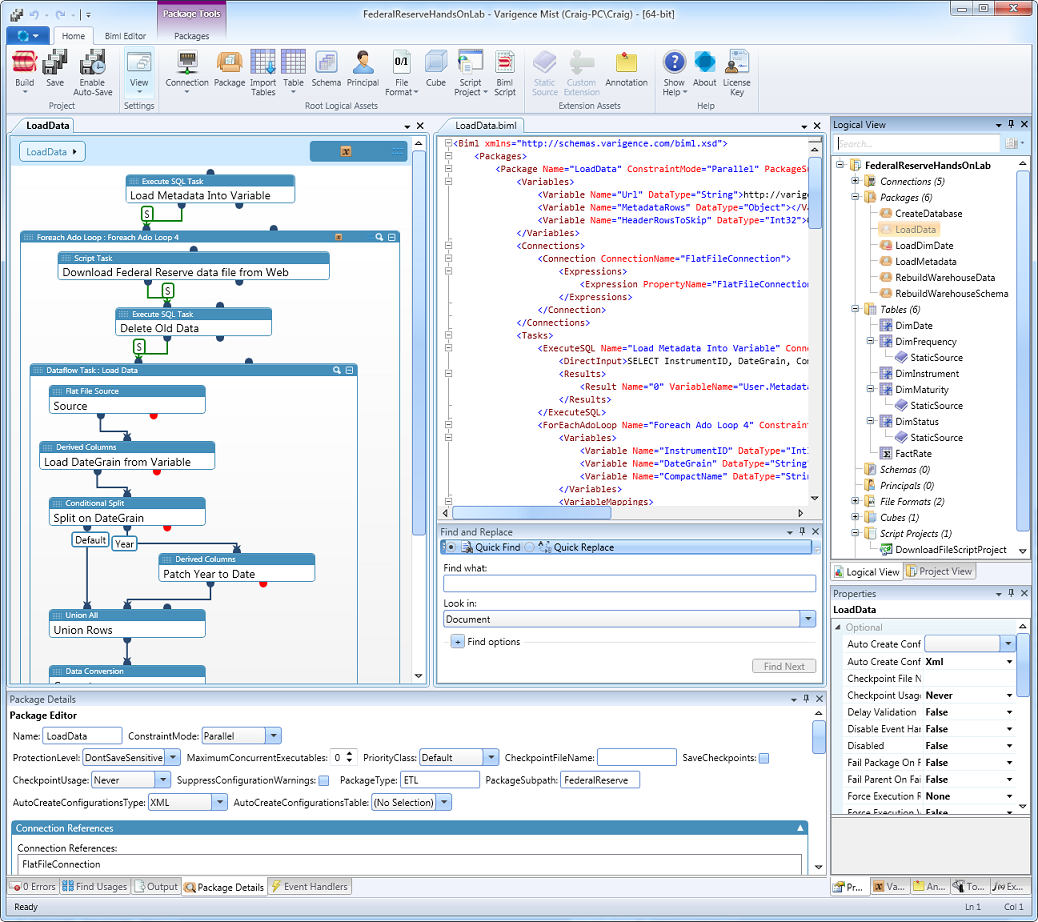 FederalReserveHandsOnLab - Varigence Mist (Craig-PC\Craig) - [64-bit]
Package Tools
Home
Biml Editor
Packages
Build
Save
Enable Auto-Save
View
Connection
Package
Import Tables
Table
Schema
Principal
File Format
Cube
Script Project
Biml Script
Static Source
Custom Extension
Annotation
Show Help
About
License Key
Project
Settings
Root Logical Assets
Extension Assets
Help
LoadData
LoadData
Execute SQL Task
Load Metadata Into Variable
S
Foreach Ado Loop : Foreach Ado Loop 4
Script Task
Download Federal Reserve data file from Web
S
Execute SQL Task
Delete Old Data
S
Dataflow Task : Load Data
Flat File Source
Source
Derived Columns
Load DateGrain from Variable
Conditional Split
Split on DateGrain
Default
Year
Derived Columns
Patch Year to Date
Union All
Union Rows
Data Conversion
LoadData.biml
<Biml xmlns="http://schemas.varigence.com/biml.xsd">
<Packages>
<Package Name="LoadData" ConstraintMode="Parallel" PackageS
<Variables>
<Variable Name="Url" DataType="String">http://varige
<Variable Name="MetadataRows" DataType="Object"></V
<Variable Name="HeaderRowsToSkip" DataType="Int32">
</Variables>
<Connections>
<Connection ConnectionName="FlatFileConnection">
<Expressions>
<Expression PropertyName="FlatFileConnection
</Expressions>
</Connection>
</Connections>
<Tasks>
<ExecuteSQL Name="Load Metadata Into Variable" Conne
<DirectInput>SELECT InstrumentID, DateGrain, Com
<Results>
<Result Name="0" VariableName="User.Metadat
</Results>
</ExecuteSQL>
<ForEachAdoLoop Name="Foreach Ado Loop 4" Constraint
<Variables>
<Variable Name="InstrumentID" DataType="Int
<Variable Name="DateGrain" DataType="String"
<Variable Name="CompactName" DataType="Strin
</Variables>
<VariableMappings>
Find and Replace
Quick Find
Quick Replace
Find what:
Look in:
Document
Find options
Find Next
Logical View
Search...
FederalReserveHandsOnLab
Connections (5)
Packages (6)
CreateDatabase
LoadData
LoadDimDate
LoadMetadata
RebuildWarehouseData
RebuildWarehouseSchema
Tables (6)
DimDate
DimFrequency
StaticSource
DimInstrument
DimMaturity
StaticSource
DimStatus
StaticSource
FactRate
Schemas (0)
Principals (0)
File Formats (2)
Cubes (1)
Script Projects (1)
DownloadFileScriptProject
Logical View
Project View
Properties
LoadData
Optional
Auto Create Conf
Auto Create Conf Xml
Checkpoint File N
Checkpoint Usag Never
Delay Validation False
Disable Event Har False
Disabled False
Fail Package On F False
Fail Parent On Fai False
Force Execution R None
Force Execution V False
Pr...
Va...
An...
To...
Ex...
Package Details
Package Editor
Name: LoadData ConstraintMode: Parallel
ProtectionLevel: DontSaveSensitive MaximumConcurrentExecutables: 0 PriorityClass: Default CheckpointFileName: SaveCheckpoints:
CheckpointUsage: Never SuppressConfigurationWarnings: PackageType: ETL PackageSubpath: FederalReserve
AutoCreateConfigurationsType: XML AutoCreateConfigurationsTable: (No Selection)
Connection References
Connection References:
FlatFileConnection
0 Errors
Find Usages
Output
Package Details
Event Handlers
Ready
Ln 1 Col 1